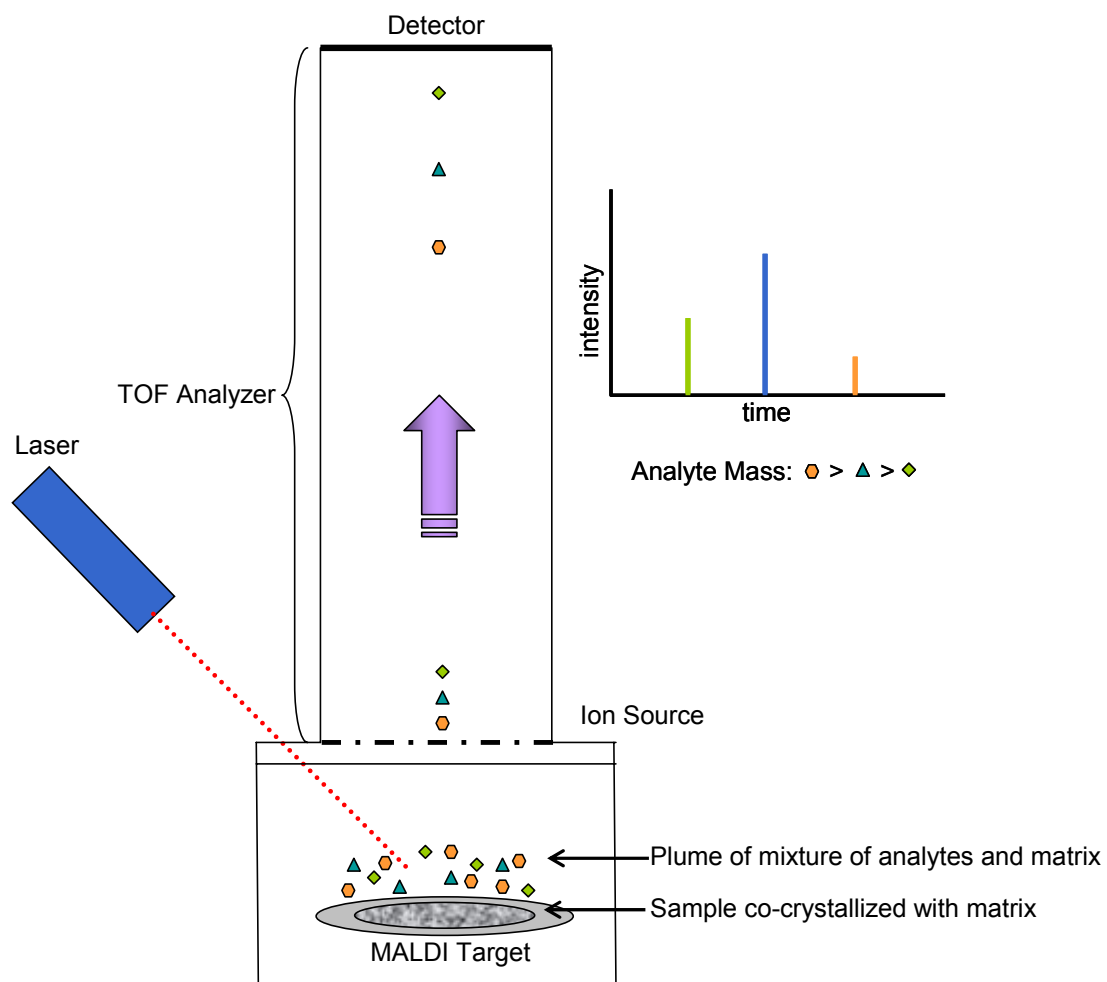 Detector
intensity
TOF Analyzer
time
Laser
Analyte Mass: > >
Ion Source
Plume of mixture of analytes and matrix
Sample co-crystallized with matrix
MALDI Target